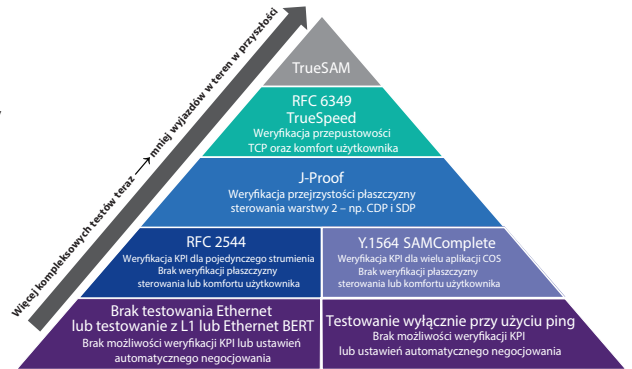 Więcej kompleksowych testów teraz → mniej wyjazdów w teren w przyszłości
TrueSAM
RFC 6349
TrueSpeed
Weryfikacja przepustowości
TCP oraz komfort użytkownika
J-Proof
Weryfikacja przejrzystości płaszczyzny
sterowania warstwy 2 – np. CDP i SDP
RFC 2544
Weryfikacja KPI dla pojedynczego strumienia
Brak weryfikacji płaszczyzny
sterowania lub komfortu użytkownika
Y.1564 SAMComplete
Weryfikacja KPI dla wielu aplikacji COS
Brak weryfikacji płaszczyzny
sterowania lub komfortu użytkownika
Brak testowania Ethernet
lub testowanie z L1 lub Ethernet BERT
Brak możliwości weryfikacji KPI lub ustawień
automatycznego negocjowania
Testowanie wyłącznie przy użyciu ping
Brak możliwości weryfikacji KPI
lub ustawień automatycznego negocjowania